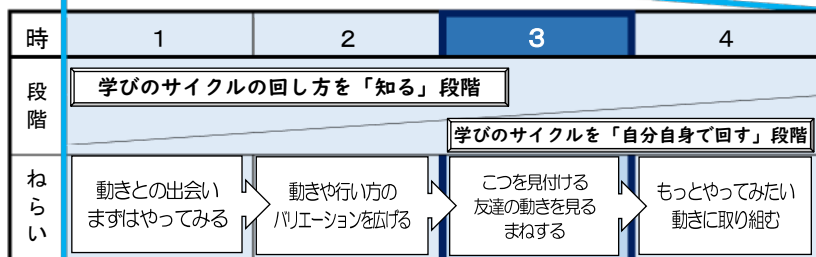 時 1 2 3 4
段階
学びのサイクルの回し方を「知る」段階
学びのサイクルを「自分自身で回す」段階
ねらい
動きとの出会い
まずはやってみる
動きや行い方の
バリエーションを広げる
こつを見付ける
友達の動きを見る
まねする
もっとやってみたい
動きに取り組む